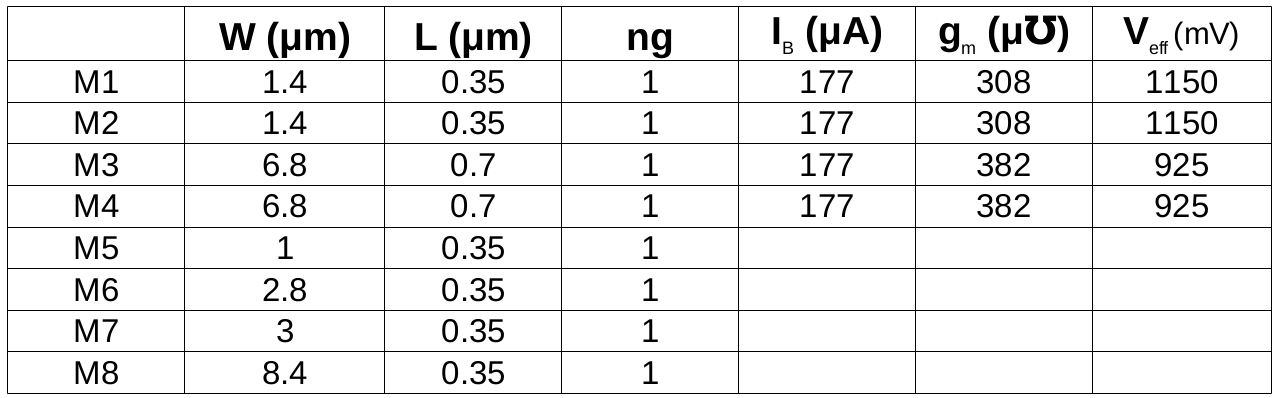 W (µm) L (µm) ng I_B (µA) g_m (µ℧) V_eff (mV)
M1 1.4 0.35 1 177 308 1150
M2 1.4 0.35 1 177 308 1150
M3 6.8 0.7 1 177 382 925
M4 6.8 0.7 1 177 382 925
M5 1 0.35 1
M6 2.8 0.35 1
M7 3 0.35 1
M8 8.4 0.35 1